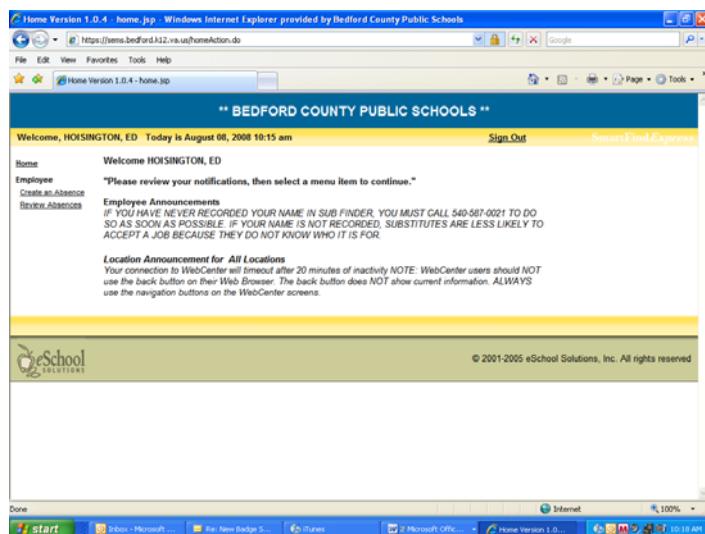 Home Version 1.0.4 - home.jsp - Windows Internet Explorer provided by Bedford County Public Schools
https://sems.bedford.k12.va.us/homeAction.do
Google
File Edit View Favorites Tools Help
Home Version 1.0.4 - home.jsp
Page Tools
** BEDFORD COUNTY PUBLIC SCHOOLS **
Welcome, HOISINGTON, ED Today is August 08, 2008 10:15 am
Sign Out
SmartFindExpress
Home
Employee
Create an Absence
Review Absences
Welcome HOISINGTON, ED
"Please review your notifications, then select a menu item to continue."
Employee Announcements
IF YOU HAVE NEVER RECORDED YOUR NAME IN SUB FINDER, YOU MUST CALL 540-587-0021 TO DO
SO AS SOON AS POSSIBLE. IF YOUR NAME IS NOT RECORDED, SUBSTITUTES ARE LESS LIKELY TO
ACCEPT A JOB BECAUSE THEY DO NOT KNOW WHO IT IS FOR.
Location Announcement for All Locations
Your connection to WebCenter will timeout after 20 minutes of inactivity NOTE: WebCenter users should NOT
use the back button on their Web Browser. The back button does NOT show current information. ALWAYS
use the navigation buttons on the WebCenter screens.
eSchool
SOLUTIONS
© 2001-2005 eSchool Solutions, Inc. All rights reserved
Done
Internet
100%
start
Inbox - Microsoft ...
Re: New Badge S...
iTunes
2 Microsoft Offic...
Home Version 1.0...
10:18 AM